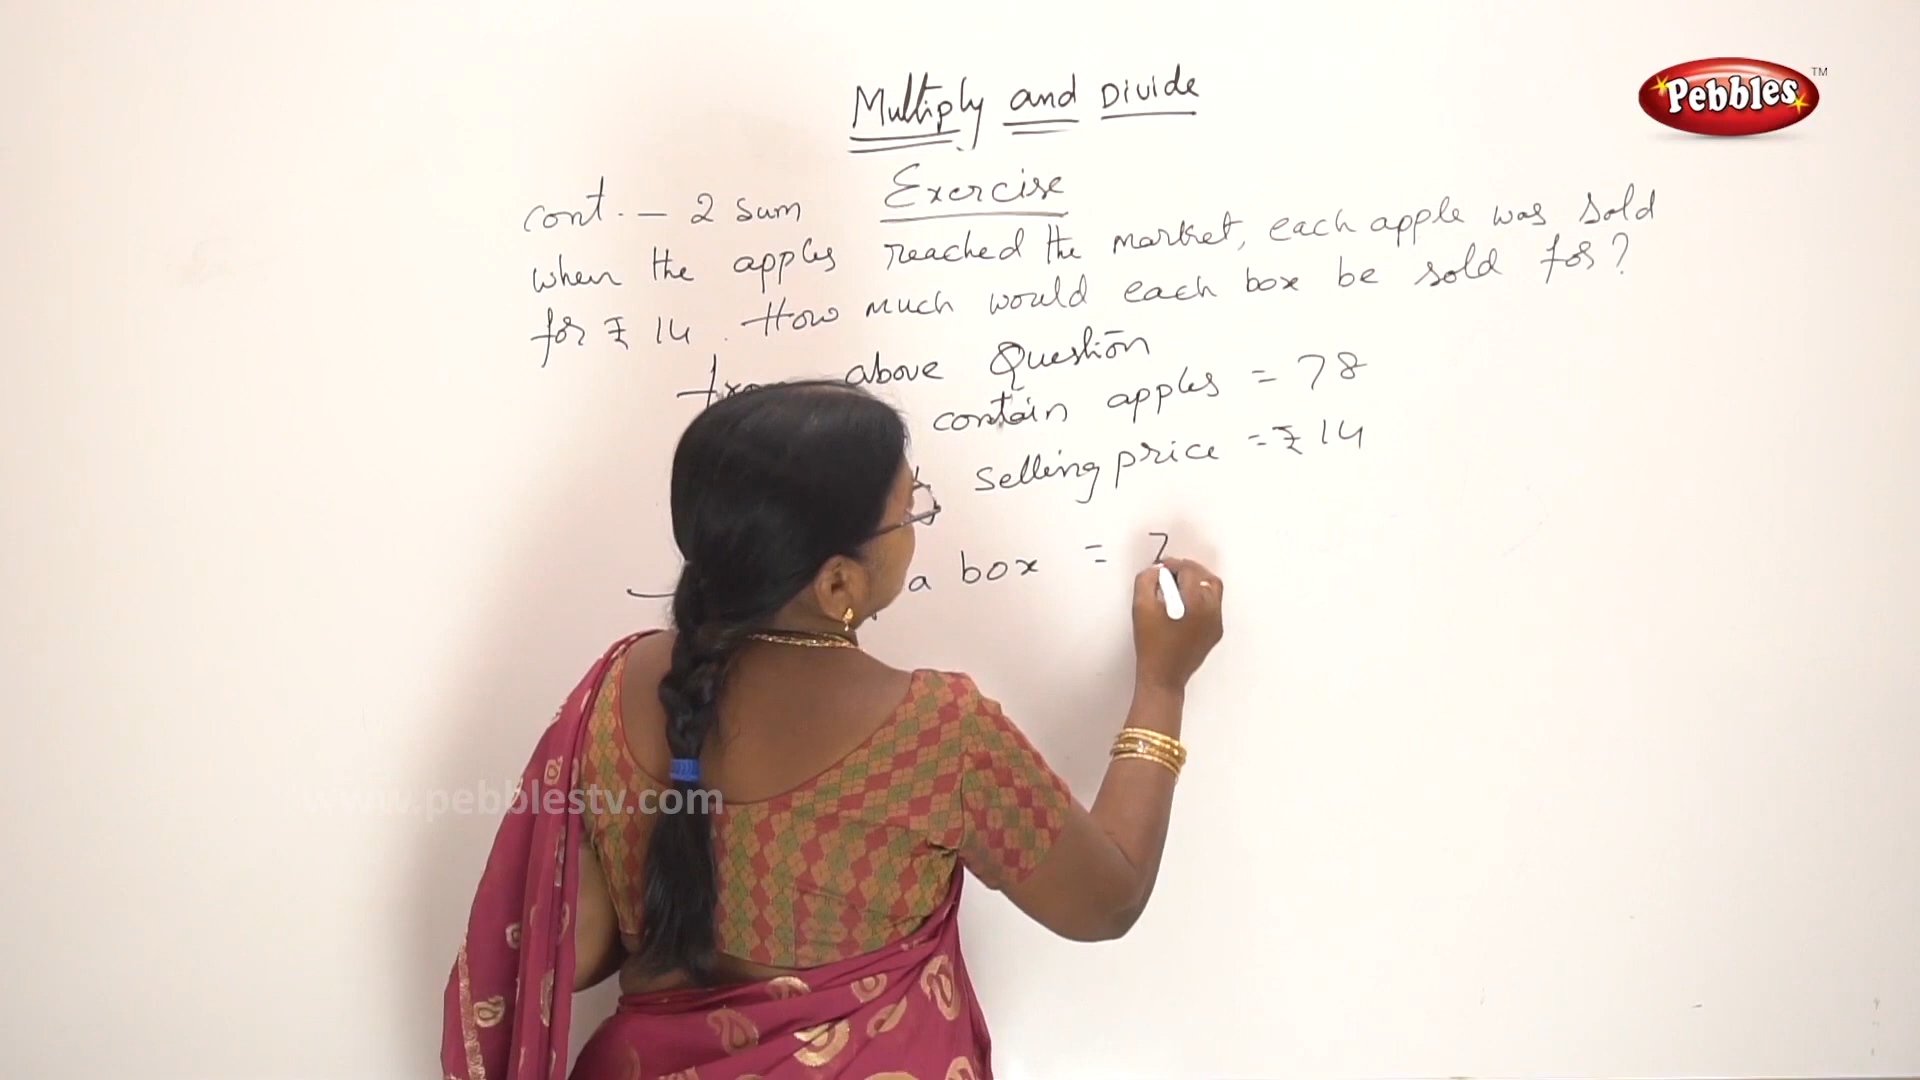 Multiply and Divide
Pebbles TM
Exercise
cont. - 2 sum
when the apples reached the market, each apple was sold
for ₹ 14. How much would each box be sold for?
above Question
contain apples = 78
selling price = ₹ 14
a box = 7
www.pebblestv.com